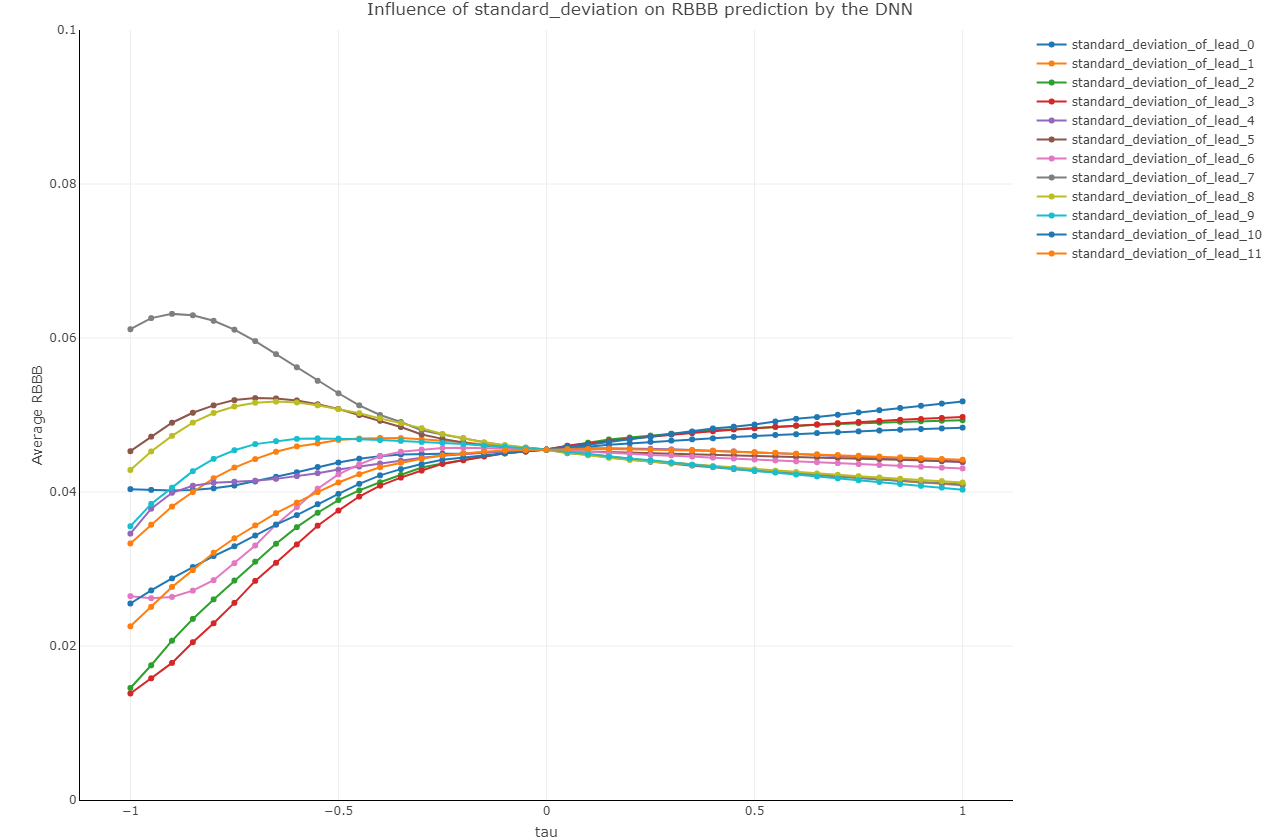 Influence of standard_deviation on RBBB prediction by the DNN
0.1
0.08
0.06
0.04
0.02
0
Average RBBB
−1
−0.5
0
0.5
1
tau
standard_deviation_of_lead_0
standard_deviation_of_lead_1
standard_deviation_of_lead_2
standard_deviation_of_lead_3
standard_deviation_of_lead_4
standard_deviation_of_lead_5
standard_deviation_of_lead_6
standard_deviation_of_lead_7
standard_deviation_of_lead_8
standard_deviation_of_lead_9
standard_deviation_of_lead_10
standard_deviation_of_lead_11